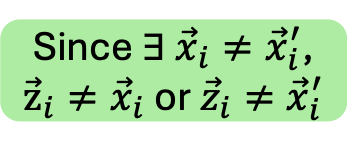 Since ∃ x⃗ᵢ ≠ x⃗ᵢ′,
z⃗ᵢ ≠ x⃗ᵢ or z⃗ᵢ ≠ x⃗ᵢ′